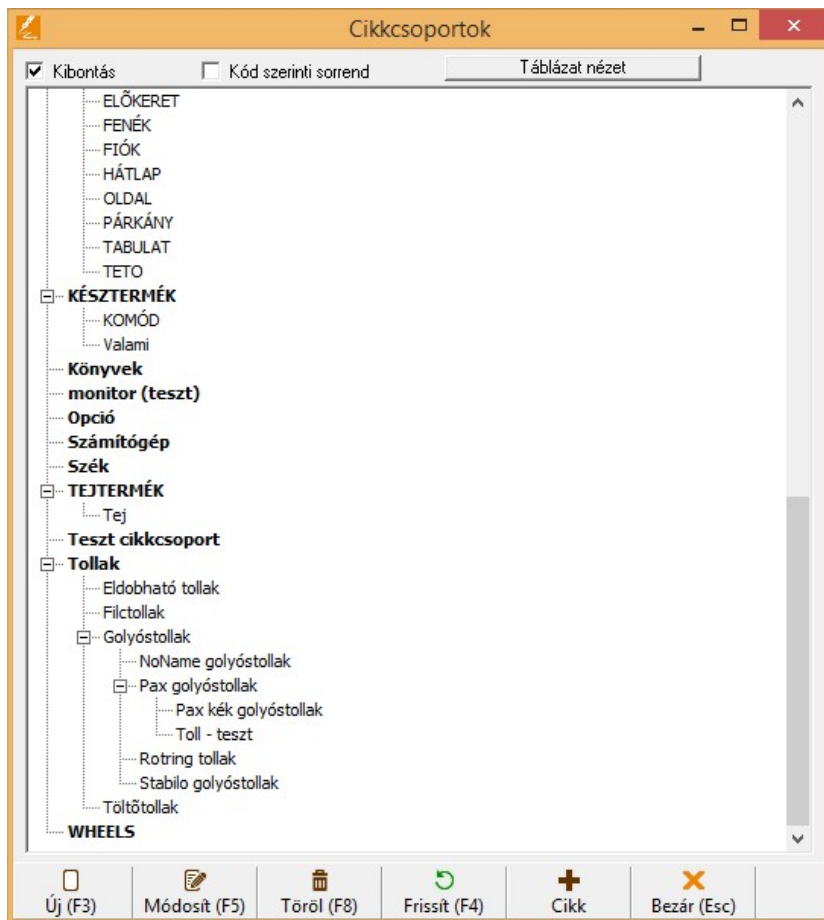 Cikkcsoportok
Kibontás
Kód szerinti sorrend
Táblázat nézet
ELÕKERET
FENÉK
FIÓK
HÁTLAP
OLDAL
PÁRKÁNY
TABULAT
TETO
KÉSZTERMÉK
KOMÓD
Valami
Könyvek
monitor (teszt)
Opció
Számítógép
Szék
TEJTERMÉK
Tej
Teszt cikkcsoport
Tollak
Eldobható tollak
Filctollak
Golyóstollak
NoName golyóstollak
Pax golyóstollak
Pax kék golyóstollak
Toll - teszt
Rotring tollak
Stabilo golyóstollak
Töltõtollak
WHEELS
Új (F3)
Módosít (F5)
Töröl (F8)
Frissít (F4)
Cikk
Bezár (Esc)